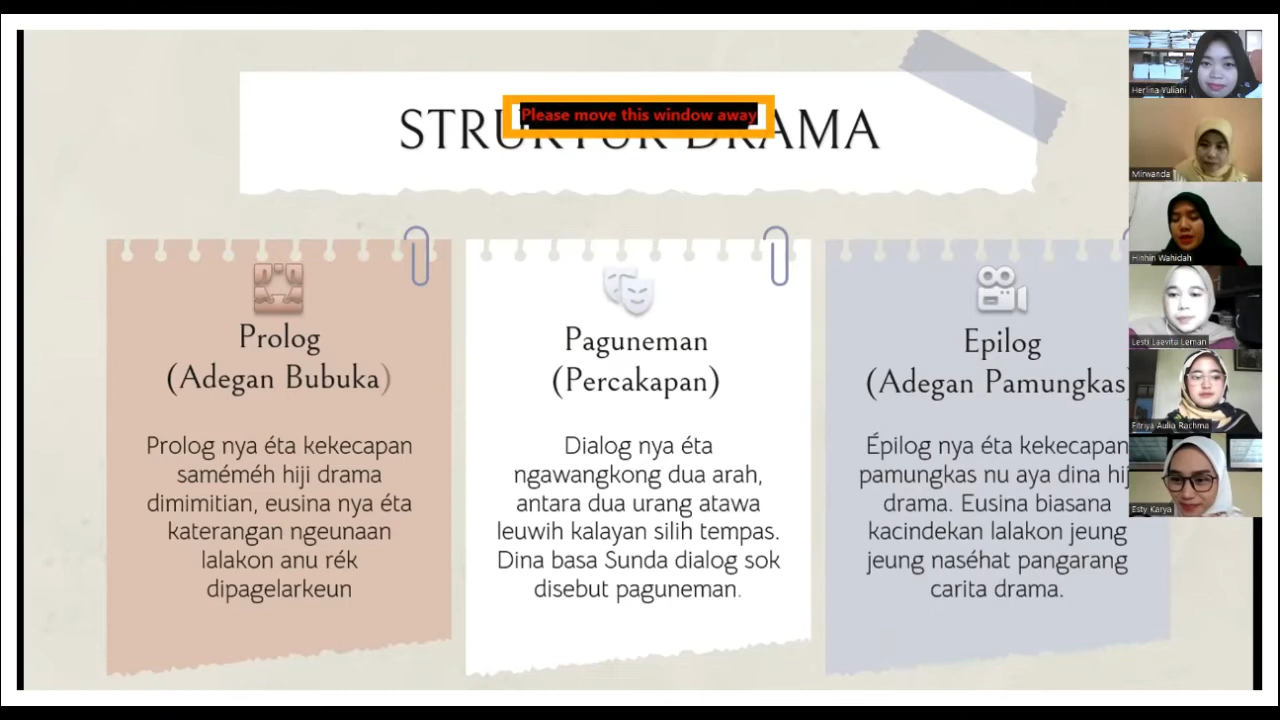 STRUKTUR DRAMA
Please move this window away
Prolog
(Adegan Bubuka)
Prolog nya éta kekecapan
saméméh hiji drama
dimimitian, eusina nya éta
katerangan ngeunaan
lalakon anu rék
dipagelarkeun
Paguneman
(Percakapan)
Dialog nya éta
ngawangkong dua arah,
antara dua urang atawa
leuwih kalayan silih tempas.
Dina basa Sunda dialog sok
disebut paguneman.
Epilog
(Adegan Pamungkas)
Épilog nya éta kekecapan
pamungkas nu aya dina hij
drama. Eusina biasana
kacindekan lalakon jeung
jeung naséhat pangarang
carita drama.
Herlina Yuliani
Mirwanda
Hinhin Wahidah
Lesti Laevita Leman
Fitriya Aulia Rachma
Esty Karya